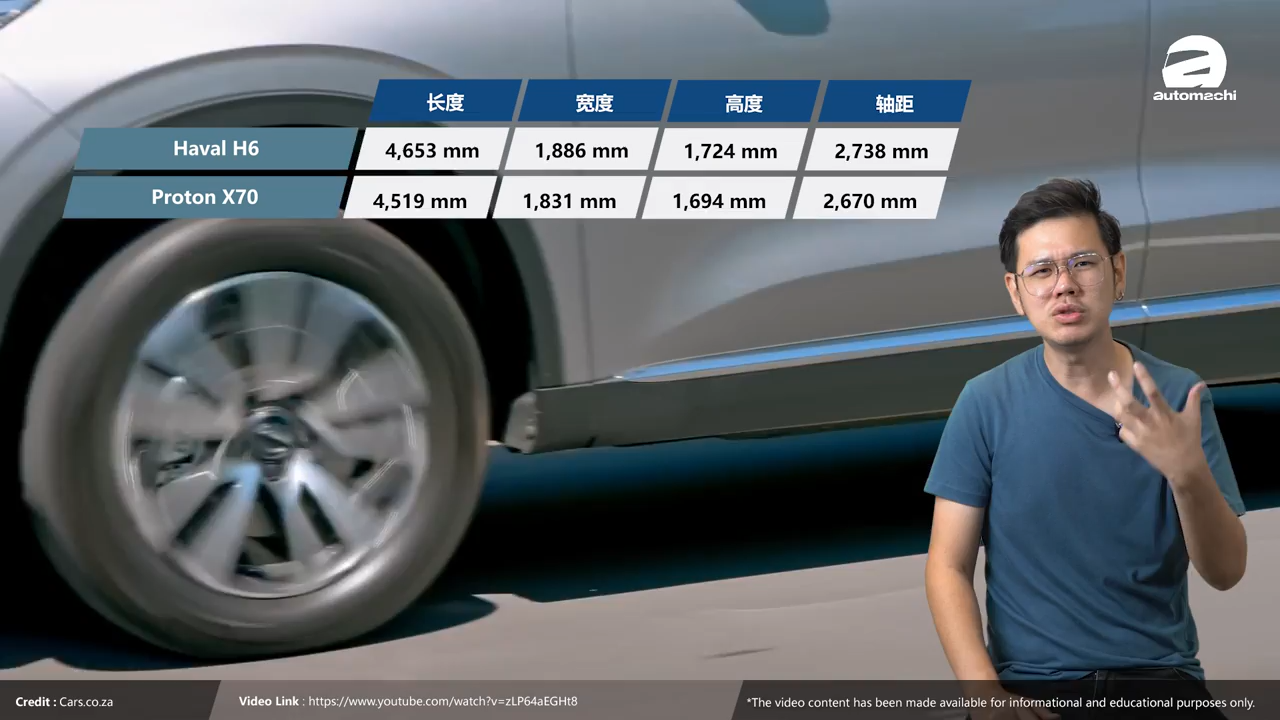 automachi
长度 宽度 高度 轴距
Haval H6 4,653 mm 1,886 mm 1,724 mm 2,738 mm
Proton X70 4,519 mm 1,831 mm 1,694 mm 2,670 mm
Credit : Cars.co.za
Video Link : https://www.youtube.com/watch?v=zLP64aEGHt8
*The video content has been made available for informational and educational purposes only.